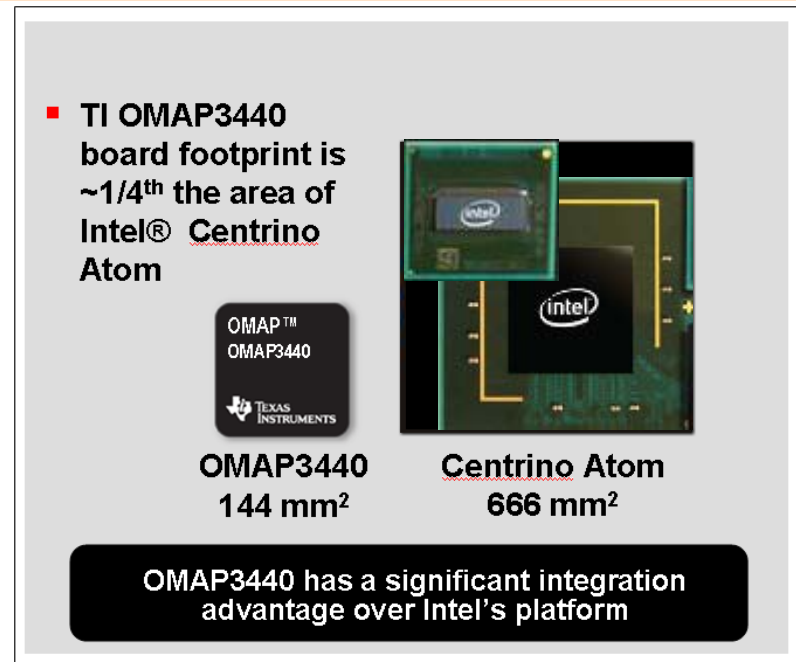 ▪ TI OMAP3440
board footprint is
~1/4th the area of
Intel® Centrino
Atom
intel
intel
OMAP™
OMAP3440
TEXAS
INSTRUMENTS
OMAP3440
144 mm²
Centrino Atom
666 mm²
OMAP3440 has a significant integration
advantage over Intel's platform